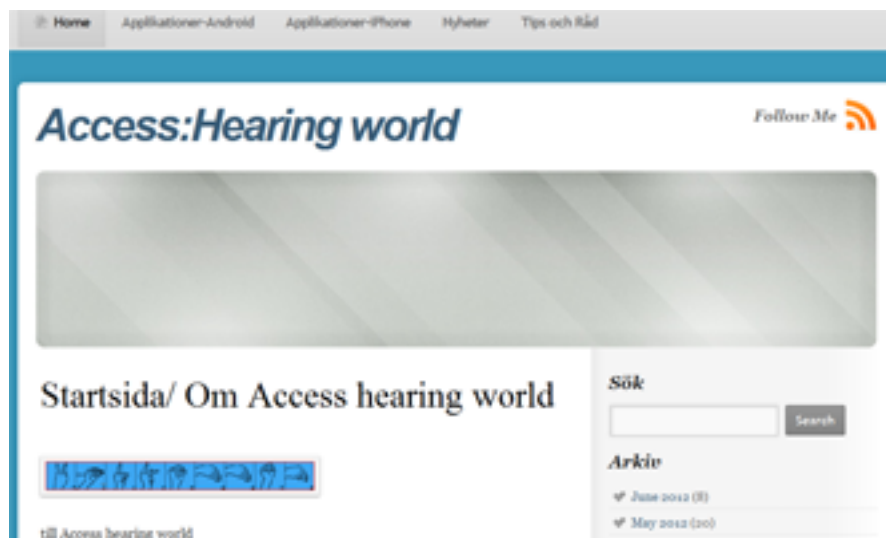 Home Applikationer-Android Applikationer-iPhone Nyheter Tips och Råd
Access:Hearing world
Follow Me
Startsida/ Om Access hearing world
till Access hearing world
Sök
Search
Arkiv
June 2012 (8)
May 2012 (20)